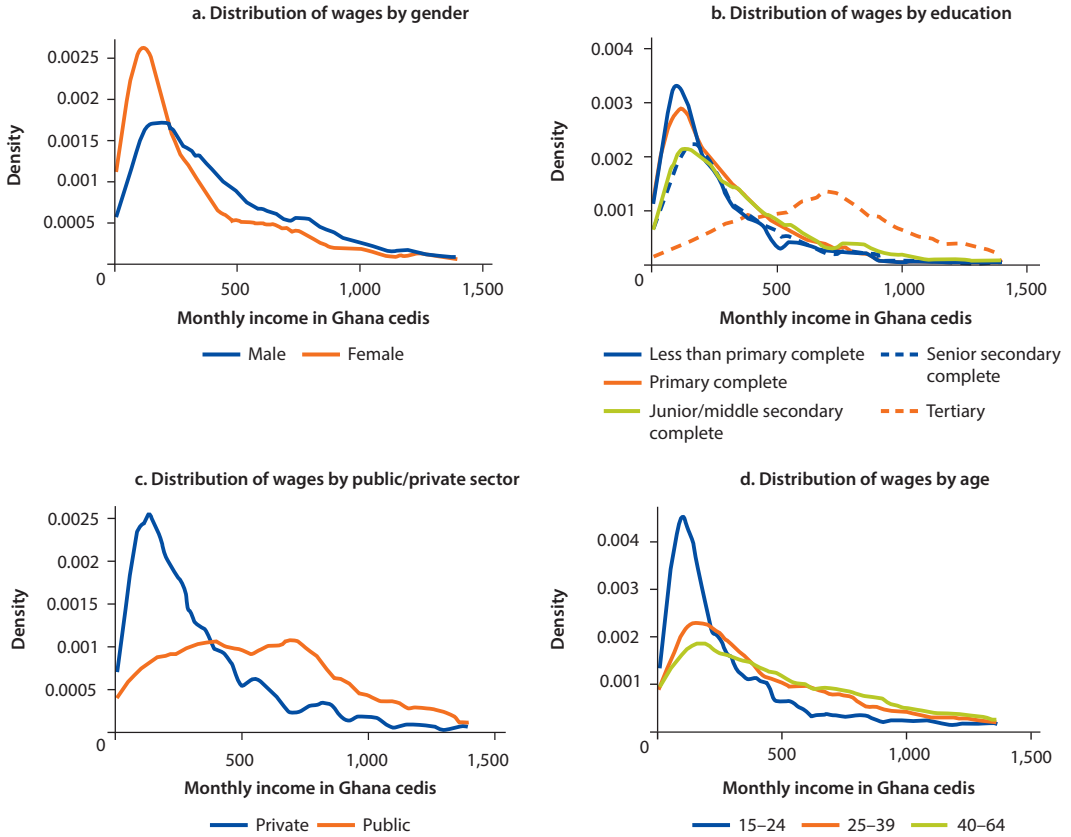 a. Distribution of wages by gender
Density
0.0025
0.002
0.0015
0.001
0.0005
0
500
1,000
1,500
Monthly income in Ghana cedis
Male
Female
b. Distribution of wages by education
Density
0.004
0.003
0.002
0.001
0
500
1,000
1,500
Monthly income in Ghana cedis
Less than primary complete
Primary complete
Junior/middle secondary
complete
Senior secondary
complete
Tertiary
c. Distribution of wages by public/private sector
Density
0.0025
0.002
0.0015
0.001
0.0005
0
500
1,000
1,500
Monthly income in Ghana cedis
Private
Public
d. Distribution of wages by age
Density
0.004
0.003
0.002
0.001
0
500
1,000
1,500
Monthly income in Ghana cedis
15–24
25–39
40–64